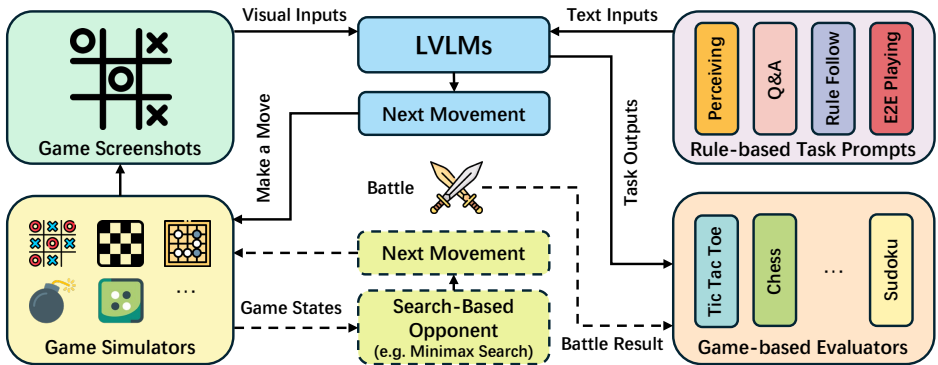 Visual Inputs
Text Inputs
LVLMs
Next Movement
Game Screenshots
Make a Move
Perceiving
Q&A
Rule Follow
E2E Playing
Rule-based Task Prompts
Task Outputs
Battle
Next Movement
Game States
Search-Based
Opponent
(e.g. Minimax Search)
...
Game Simulators
Battle Result
Tic Tac Toe
Chess
...
Sudoku
Game-based Evaluators